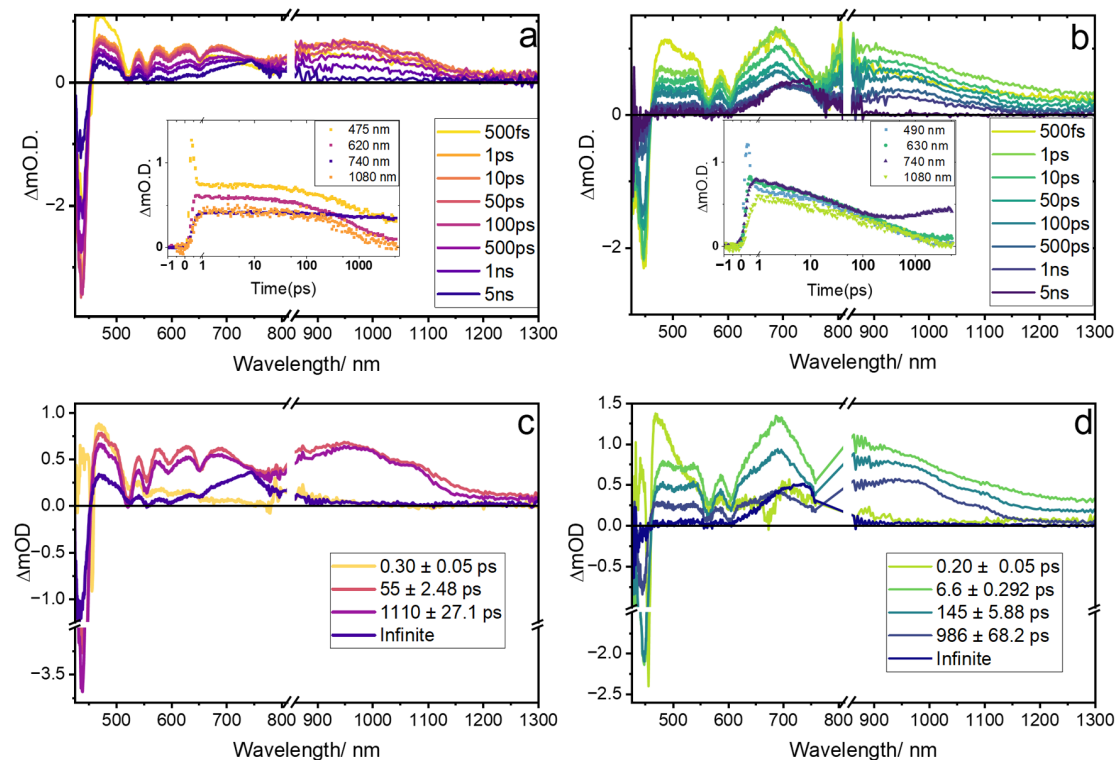 a
0
−2
ΔmO.D.
475 nm
620 nm
740 nm
1080 nm
1
0
ΔmO.D.
−1 0 1 10 100 1000
Time(ps)
500fs
1ps
10ps
50ps
100ps
500ps
1ns
5ns
500 600 700 800 900 1000 1100 1200 1300
Wavelength/ nm
b
0
−2
ΔmO.D.
490 nm
630 nm
740 nm
1080 nm
1
0
ΔmO.D.
−1 0 1 10 100 1000
Time(ps)
500fs
1ps
10ps
50ps
100ps
500ps
1ns
5ns
500 600 700 800 900 1000 1100 1200 1300
Wavelength/ nm
c
1.0
0.5
0.0
−0.5
−1.0
−3.5
ΔmOD
0.30 ± 0.05 ps
55 ± 2.48 ps
1110 ± 27.1 ps
Infinite
500 600 700 800 900 1000 1100 1200 1300
Wavelength/ nm
d
1.5
1.0
0.5
0.0
−0.5
−2.0
−2.5
ΔmOD
0.20 ± 0.05 ps
6.6 ± 0.292 ps
145 ± 5.88 ps
986 ± 68.2 ps
Infinite
500 600 700 800 900 1000 1100 1200 1300
Wavelength/ nm